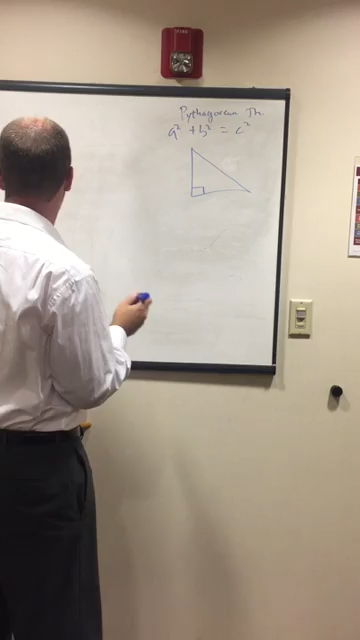 Pythagorean Th.
a² + b² = c²